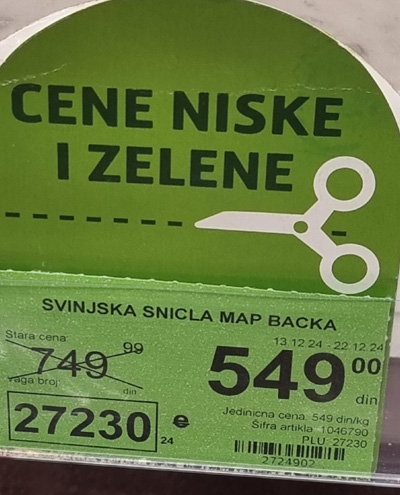 CENE NISKE
I ZELENE
SVINJSKA SNICLA MAP BACKA
13.12.24 - 22.12.24
Stara cena:
749 99
din
549 00
din
Vaga broj:
27230
24
e
Jedinicna cena: 549 din/kg
Šifra artikla: 1046790
PLU: 27230
2724902